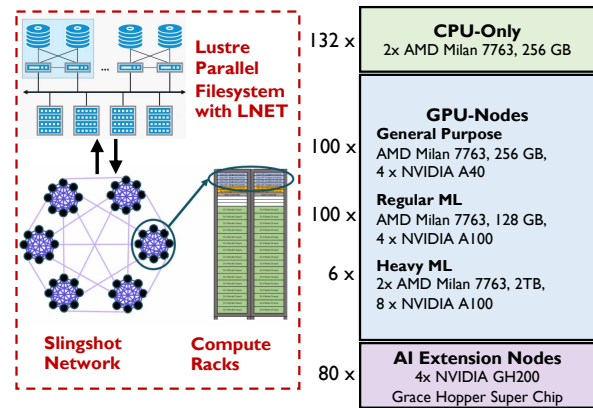 Lustre
Parallel
Filesystem
with LNET
...
Slingshot
Network
Compute
Racks
132 x
CPU-Only
2x AMD Milan 7763, 256 GB
GPU-Nodes
100 x
General Purpose
AMD Milan 7763, 256 GB,
4 x NVIDIA A40
100 x
Regular ML
AMD Milan 7763, 128 GB,
4 x NVIDIA A100
6 x
Heavy ML
2x AMD Milan 7763, 2TB,
8 x NVIDIA A100
80 x
AI Extension Nodes
4x NVIDIA GH200
Grace Hopper Super Chip